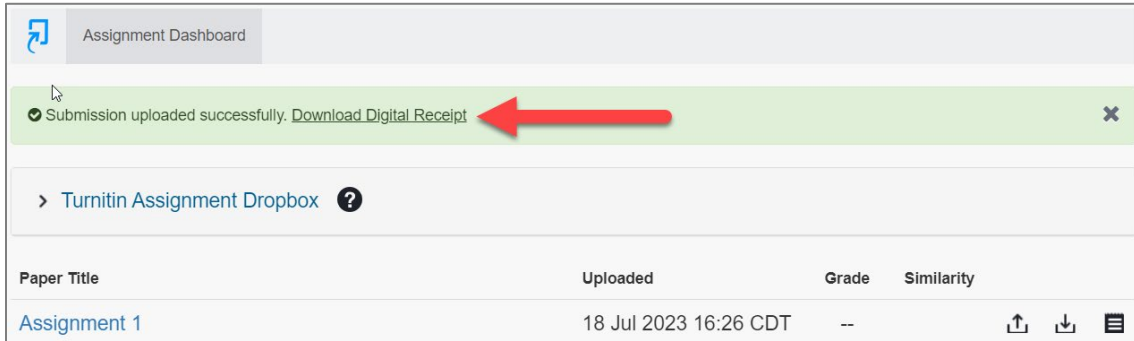 Assignment Dashboard
Submission uploaded successfully. Download Digital Receipt
Turnitin Assignment Dropbox ?
Paper Title Uploaded Grade Similarity
Assignment 1 18 Jul 2023 16:26 CDT --